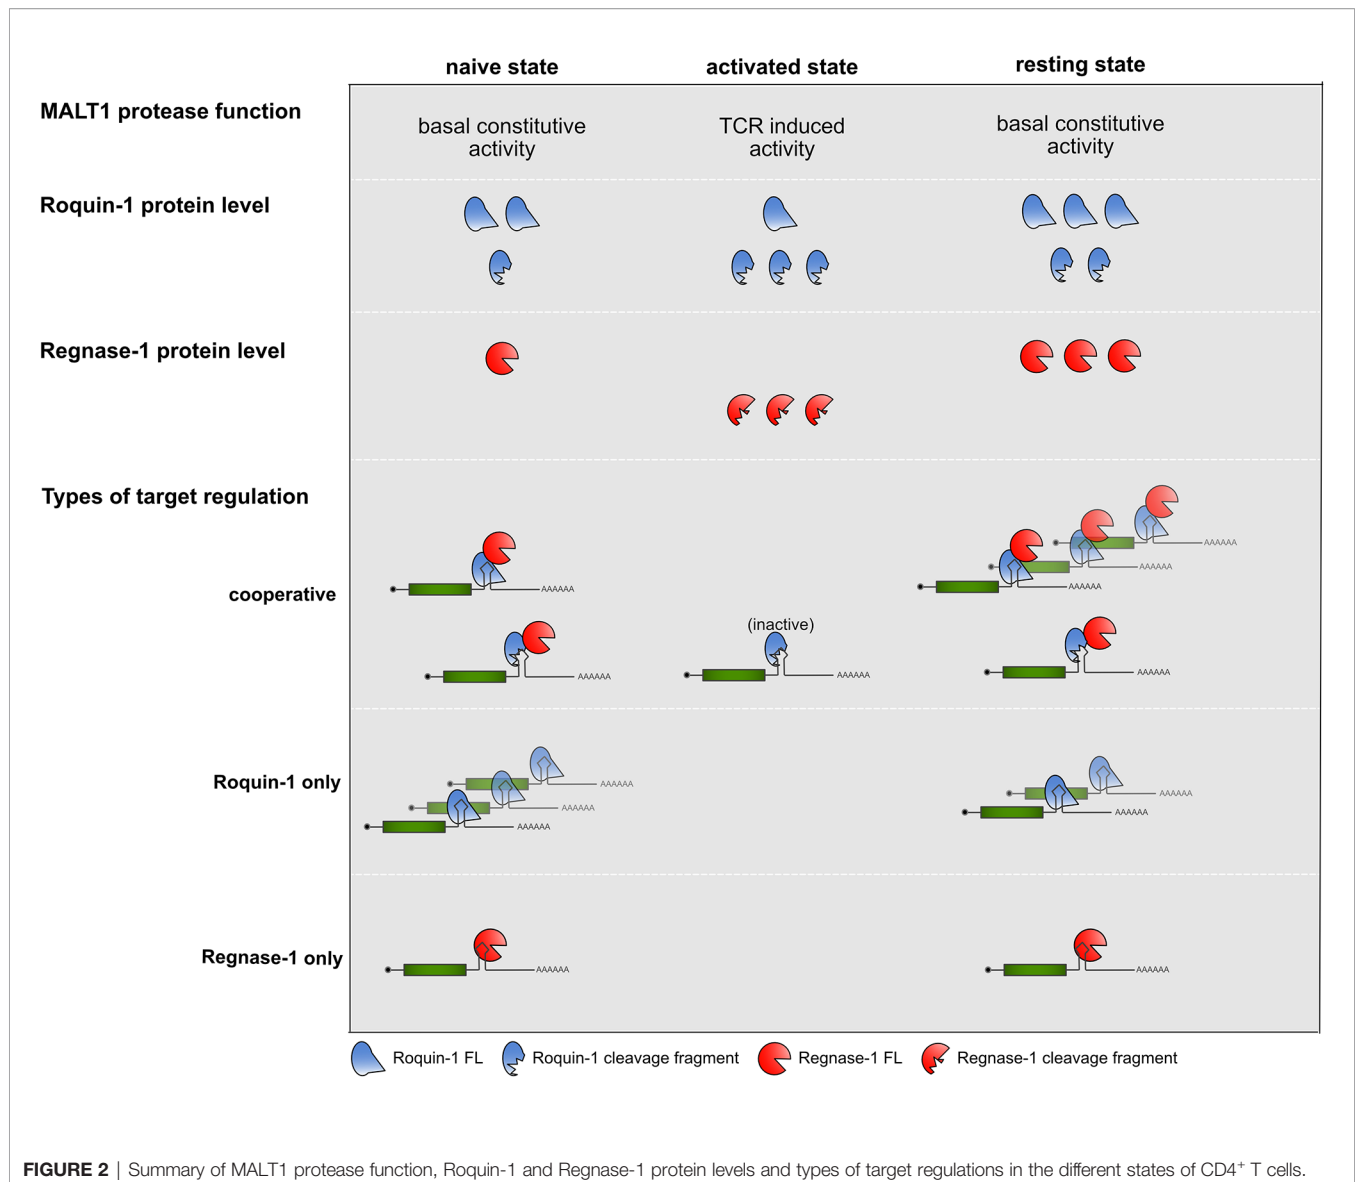 naive state
activated state
resting state
MALT1 protease function
basal constitutive
activity
TCR induced
activity
basal constitutive
activity
Roquin-1 protein level
Regnase-1 protein level
Types of target regulation
AAAAAA
AAAAAA
AAAAAA
AAAAAA
cooperative
(inactive)
AAAAAA
AAAAAA
AAAAAA
Roquin-1 only
AAAAAA
AAAAAA
AAAAAA
AAAAAA
AAAAAA
Regnase-1 only
AAAAAA
AAAAAA
Roquin-1 FL
Roquin-1 cleavage fragment
Regnase-1 FL
Regnase-1 cleavage fragment
FIGURE 2 | Summary of MALT1 protease function, Roquin-1 and Regnase-1 protein levels and types of target regulations in the different states of CD4⁺ T cells.